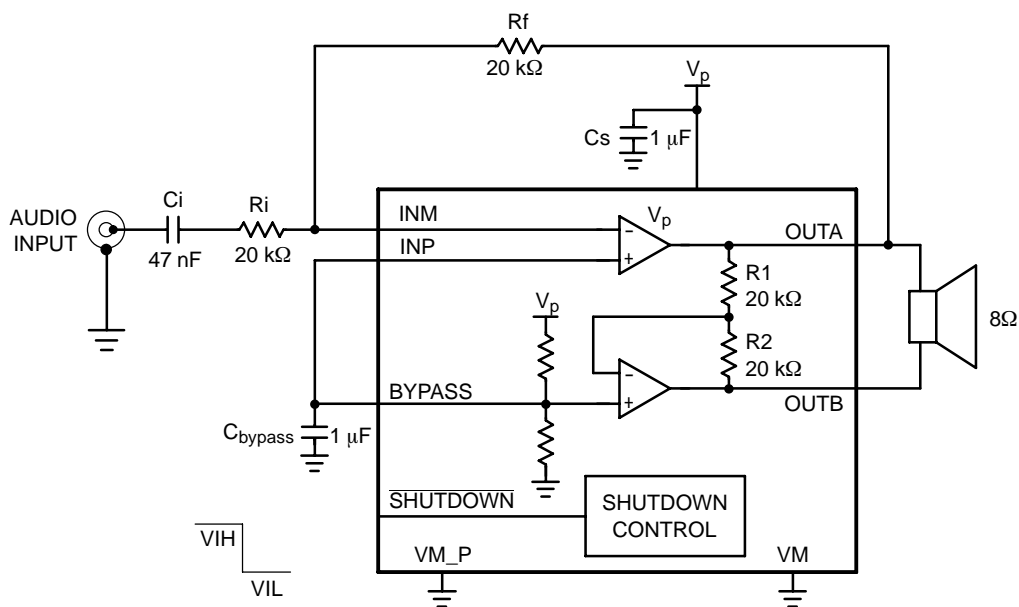 Rf
20 kΩ
Vp
Cs
1 μF
AUDIO
INPUT
Ci
47 nF
Ri
20 kΩ
INM
INP
Vp
OUTA
R1
20 kΩ
Vp
R2
20 kΩ
8Ω
BYPASS
OUTB
Cbypass
1 μF
SHUTDOWN
SHUTDOWN
CONTROL
VIH
VIL
VM_P
VM